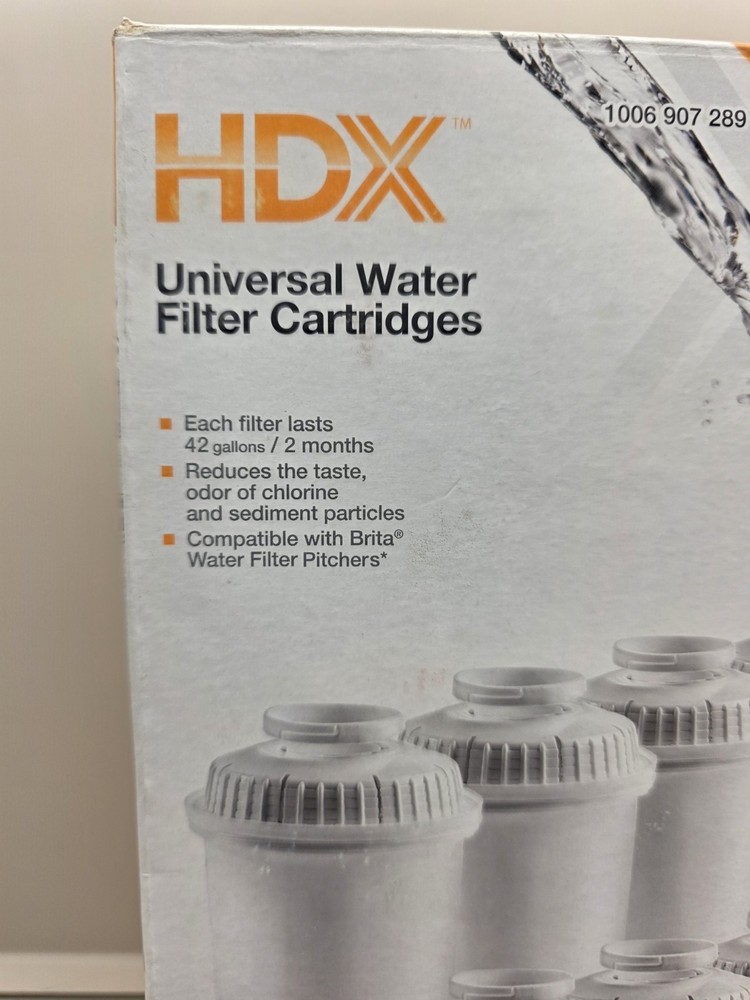 HDX™
1006 907 289
Universal Water
Filter Cartridges
Each filter lasts
42 gallons / 2 months
Reduces the taste,
odor of chlorine
and sediment particles
Compatible with Brita®
Water Filter Pitchers*